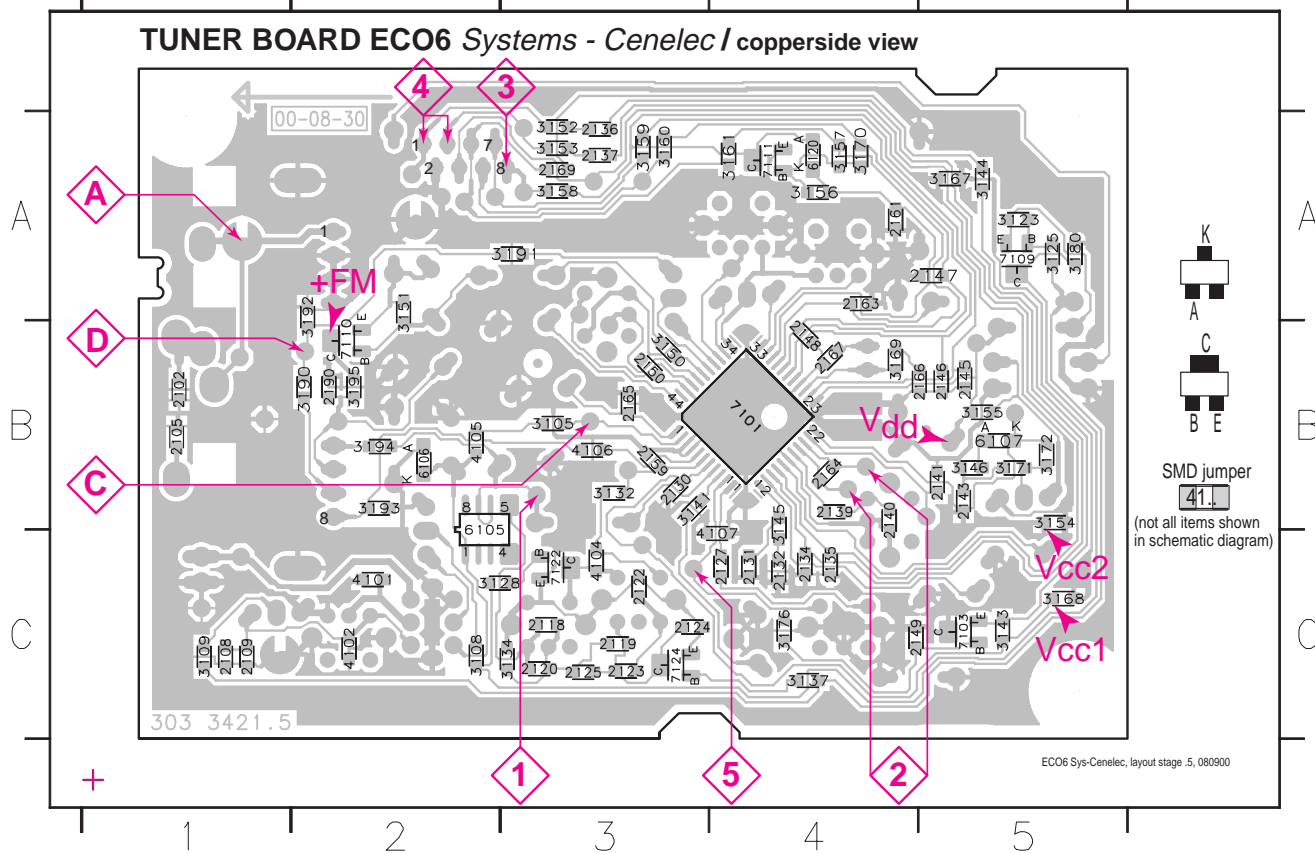 TUNER BOARD ECO6 Systems - Cenelec / copperside view
4 3
00-08-30
1 7
2 8
3152 2136
3153 2137
2169
3158
3159 3160
3161 C 7111 E B
A K 6120 3157 3170
3156
3167 3144
A
A A
1
2161
3123
E B
7109
C
3125 3180
K
A
3191
+FM
2147
3192 3151
2163
D
7110 E C B
3150
2150
34 33
2148 2167
3169
C
B E
2102
3190 2190 3195
2165
44
7101
23
2166 2146 2145
3155
B B
2105
3105
1
22
Vdd
A K
6107
3194 A
6106
K
4105
4106
2159
3172
C
3132
2130
3141
11 12
2164
2141
3146 3171
2143
SMD jumper
41..
(not all items shown
in schematic diagram)
3193
8
8 5
6105
1 4
2139
2140
3145
4107
3154
Vcc2
4101
3128
B 7122 C E
4104
2122
2127 2131 2132 2134 2135
3168
Vcc1
C C
2118
2124
3176
2149
C 7103 E B
3143
3109 2108 2109
4102
3108 3134
2119
2120 2125 2123
C 7124 E B
3137
303 3421.5
1 5 2
ECO6 Sys-Cenelec, layout stage .5, 080900
1 2 3 4 5